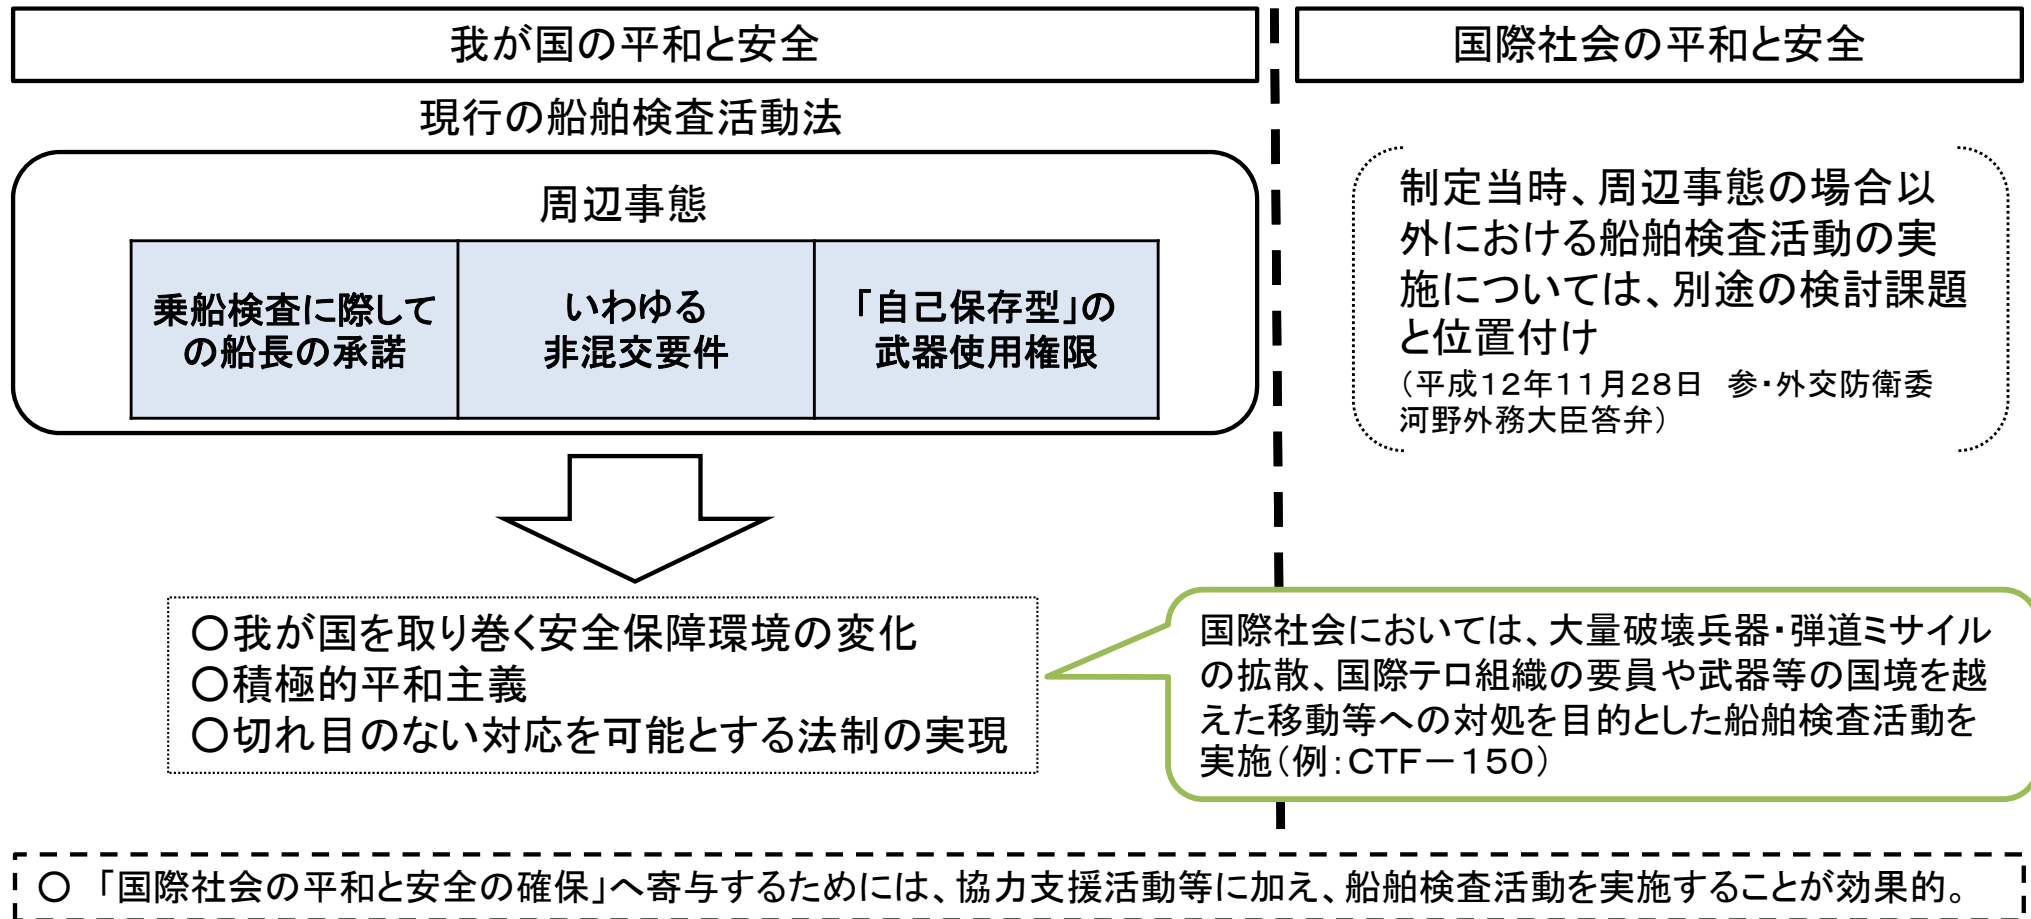 我が国の平和と安全
国際社会の平和と安全
現行の船舶検査活動法
周辺事態
乗船検査に際して
の船長の承諾
いわゆる
非混交要件
「自己保存型」の
武器使用権限
制定当時、周辺事態の場合以
外における船舶検査活動の実
施については、別途の検討課題
と位置付け
（平成１２年１１月２８日　参・外交防衛委
河野外務大臣答弁）
○我が国を取り巻く安全保障環境の変化
○積極的平和主義
○切れ目のない対応を可能とする法制の実現
国際社会においては、大量破壊兵器・弾道ミサイル
の拡散、国際テロ組織の要員や武器等の国境を越
えた移動等への対処を目的とした船舶検査活動を
実施（例：ＣＴＦ－１５０）
○　「国際社会の平和と安全の確保」へ寄与するためには、協力支援活動等に加え、船舶検査活動を実施することが効果的。